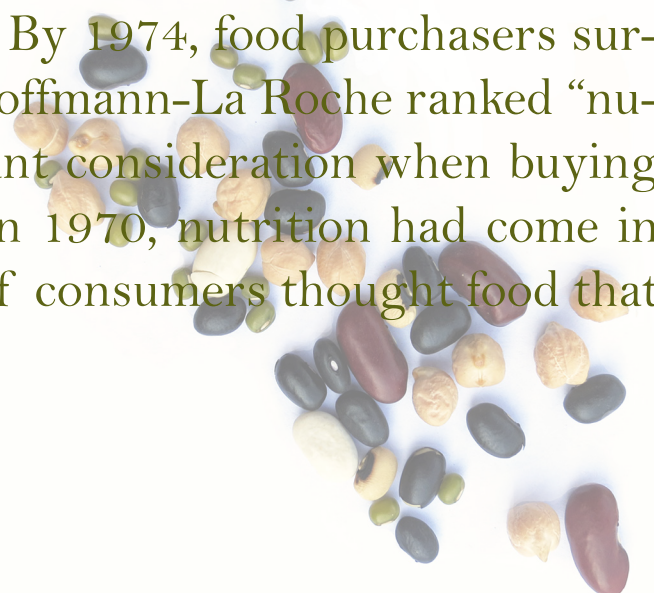 By 1974, food purchasers sur-
offmann-La Roche ranked “nu-
nt consideration when buying
n 1970, nutrition had come in
f consumers thought food that